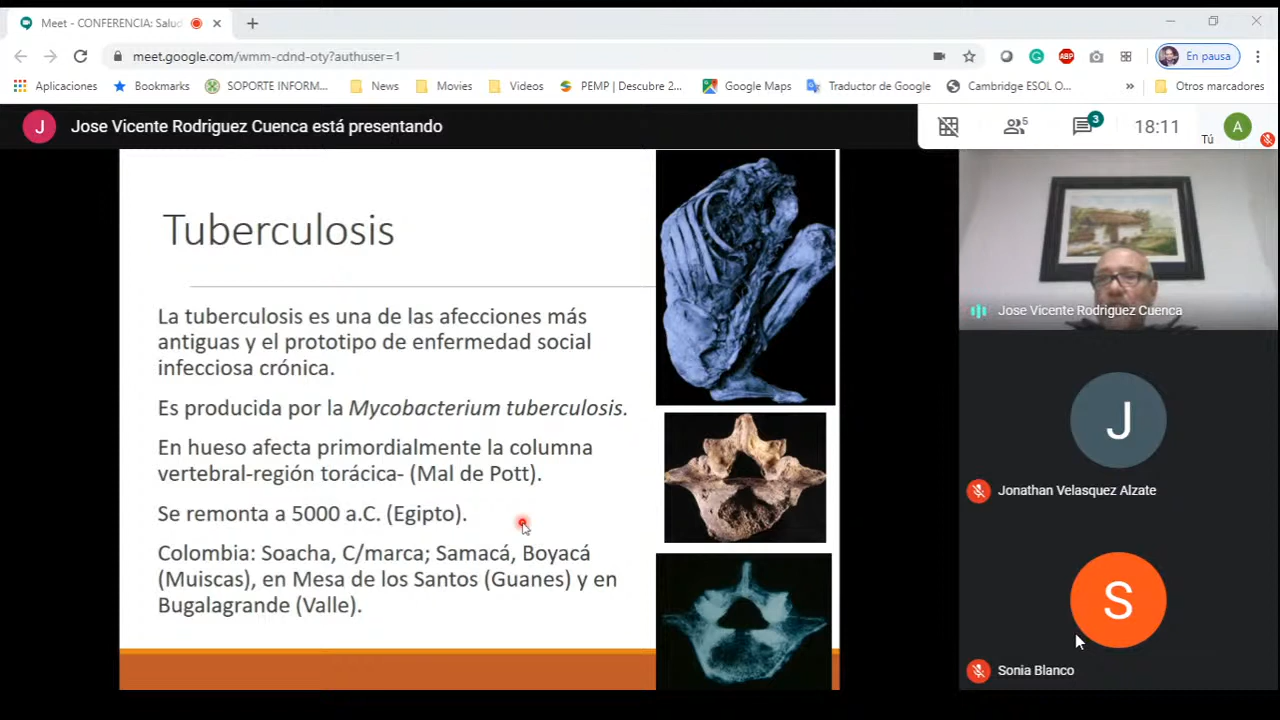 Meet - CONFERENCIA: Salud
meet.google.com/wmm-cdnd-oty?authuser=1
En pausa
Aplicaciones
Bookmarks
SOPORTE INFORM...
News
Movies
Videos
PEMP | Descubre 2...
Google Maps
Traductor de Google
Cambridge ESOL O...
»
Otros marcadores
J
Jose Vicente Rodriguez Cuenca está presentando
5
3
18:11
Tú
A
Tuberculosis
La tuberculosis es una de las afecciones más
antiguas y el prototipo de enfermedad social
infecciosa crónica.
Es producida por la Mycobacterium tuberculosis.
En hueso afecta primordialmente la columna
vertebral-región torácica- (Mal de Pott).
Se remonta a 5000 a.C. (Egipto).
Colombia: Soacha, C/marca; Samacá, Boyacá
(Muiscas), en Mesa de los Santos (Guanes) y en
Bugalagrande (Valle).
Jose Vicente Rodriguez Cuenca
J
Jonathan Velasquez Alzate
S
Sonia Blanco